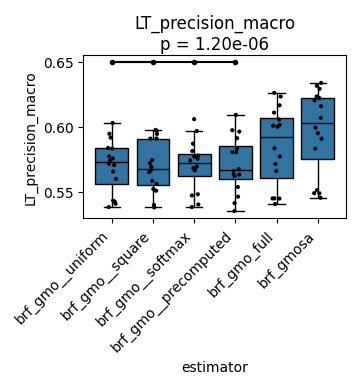 LT_precision_macro
p = 1.20e-06
LT_precision_macro
0.65
0.60
0.55
brf_gmo__uniform
brf_gmo__square
brf_gmo__softmax
brf_gmo__precomputed
brf_gmo_full
brf_gmosa
estimator